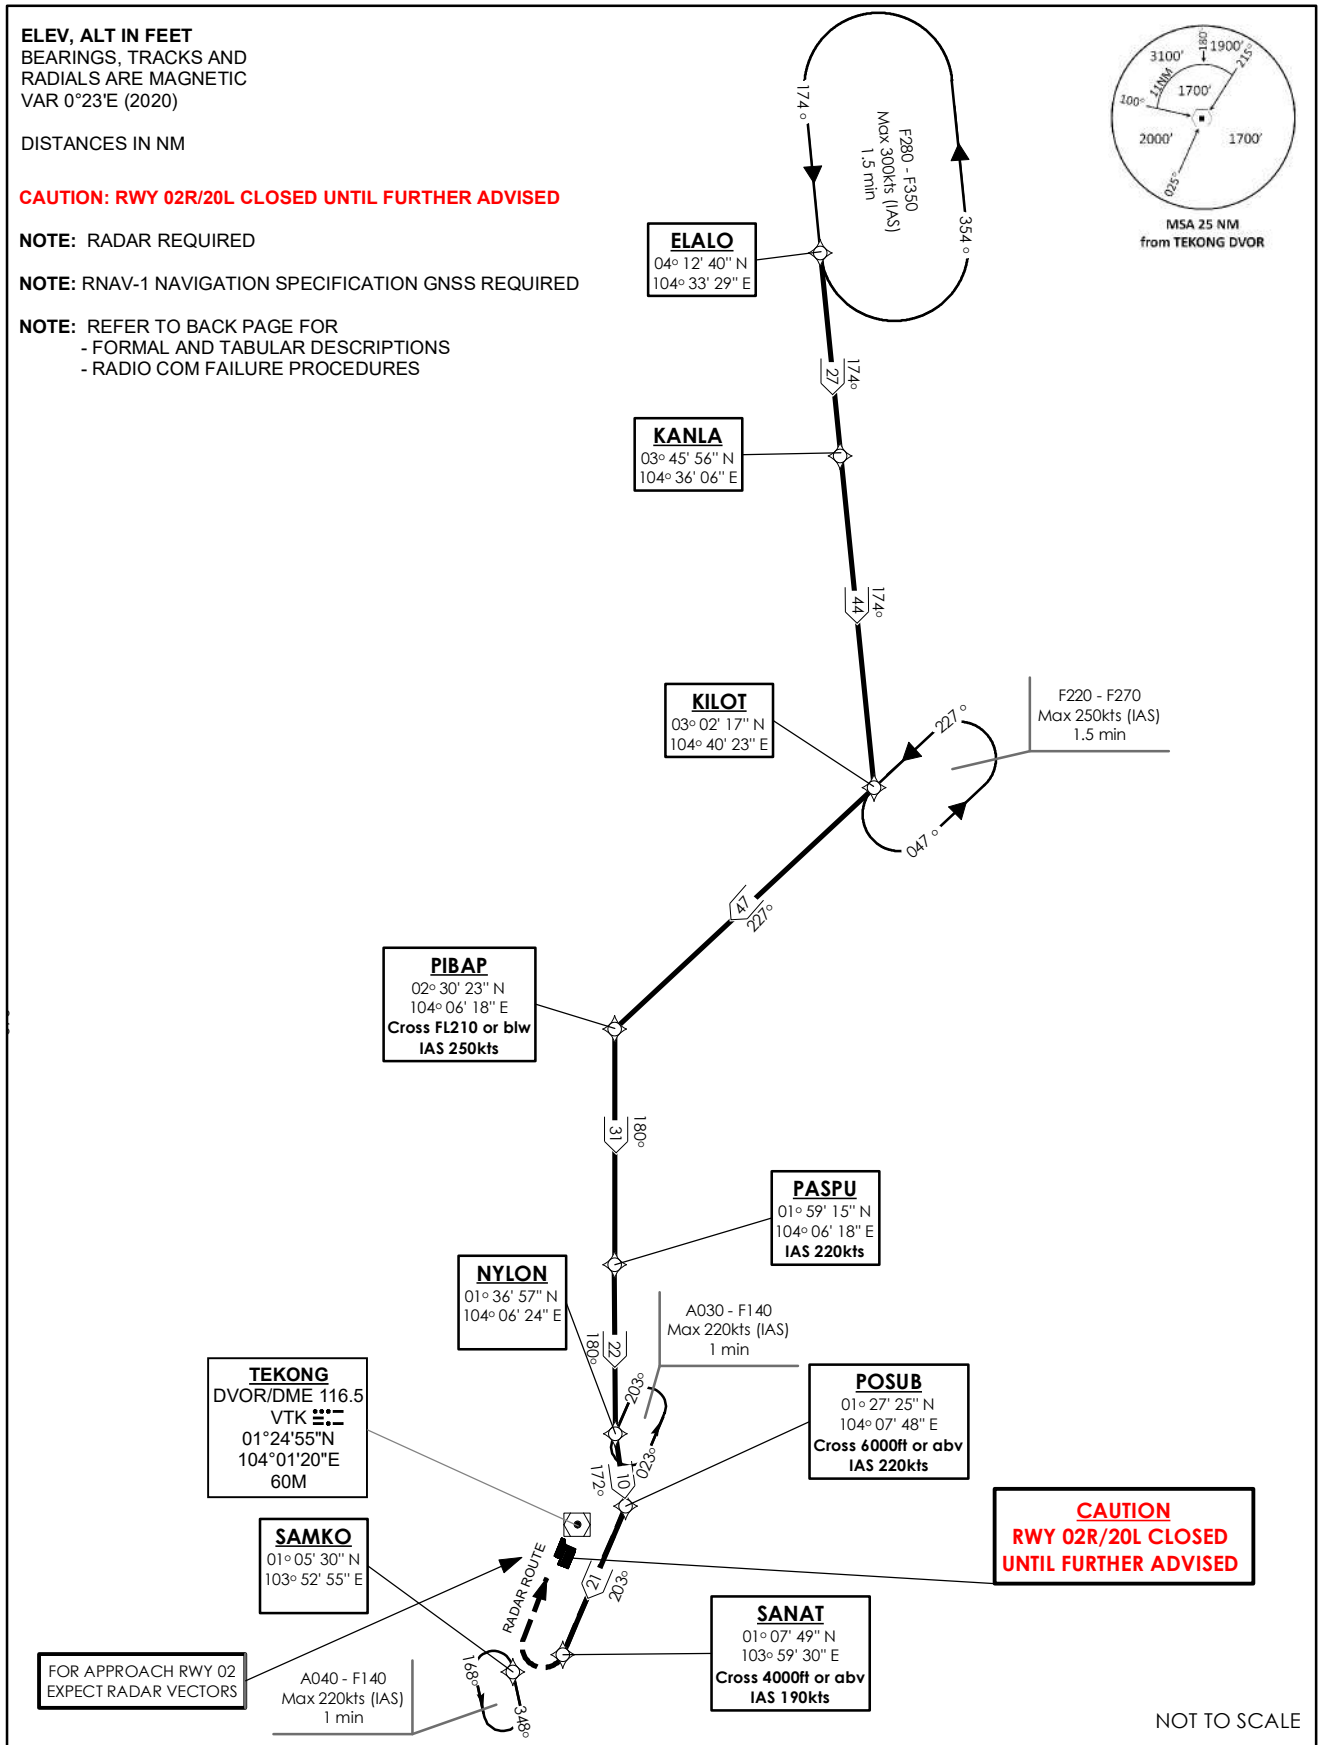 ELEV, ALT IN FEET
BEARINGS, TRACKS AND
RADIALS ARE MAGNETIC
VAR 0°23'E (2020)
DISTANCES IN NM
CAUTION: RWY 02R/20L CLOSED UNTIL FURTHER ADVISED
NOTE: RADAR REQUIRED
NOTE: RNAV-1 NAVIGATION SPECIFICATION GNSS REQUIRED
NOTE: REFER TO BACK PAGE FOR
- FORMAL AND TABULAR DESCRIPTIONS
- RADIO COM FAILURE PROCEDURES
174°
F280 - F350
Max 300kts (IAS)
1.5 min
354°
3100'
180°
1900'
215°
11NM
1700'
100°
2000'
1700'
025°
MSA 25 NM
from TEKONG DVOR
ELALO
04° 12' 40" N
104° 33' 29" E
27
174°
KANLA
03° 45' 56" N
104° 36' 06" E
44
174°
KILOT
03° 02' 17" N
104° 40' 23" E
227°
047°
F220 - F270
Max 250kts (IAS)
1.5 min
47
227°
PIBAP
02° 30' 23" N
104° 06' 18" E
Cross FL210 or blw
IAS 250kts
31
180°
PASPU
01° 59' 15" N
104° 06' 18" E
IAS 220kts
NYLON
01° 36' 57" N
104° 06' 24" E
22
180°
A030 - F140
Max 220kts (IAS)
1 min
203°
023°
10
172°
TEKONG
DVOR/DME 116.5
VTK
01°24'55"N
104°01'20"E
60M
POSUB
01° 27' 25" N
104° 07' 48" E
Cross 6000ft or abv
IAS 220kts
CAUTION
RWY 02R/20L CLOSED
UNTIL FURTHER ADVISED
SAMKO
01° 05' 30" N
103° 52' 55" E
RADAR ROUTE
21
203°
SANAT
01° 07' 49" N
103° 59' 30" E
Cross 4000ft or abv
IAS 190kts
FOR APPROACH RWY 02
EXPECT RADAR VECTORS
A040 - F140
Max 220kts (IAS)
1 min
168°
348°
NOT TO SCALE